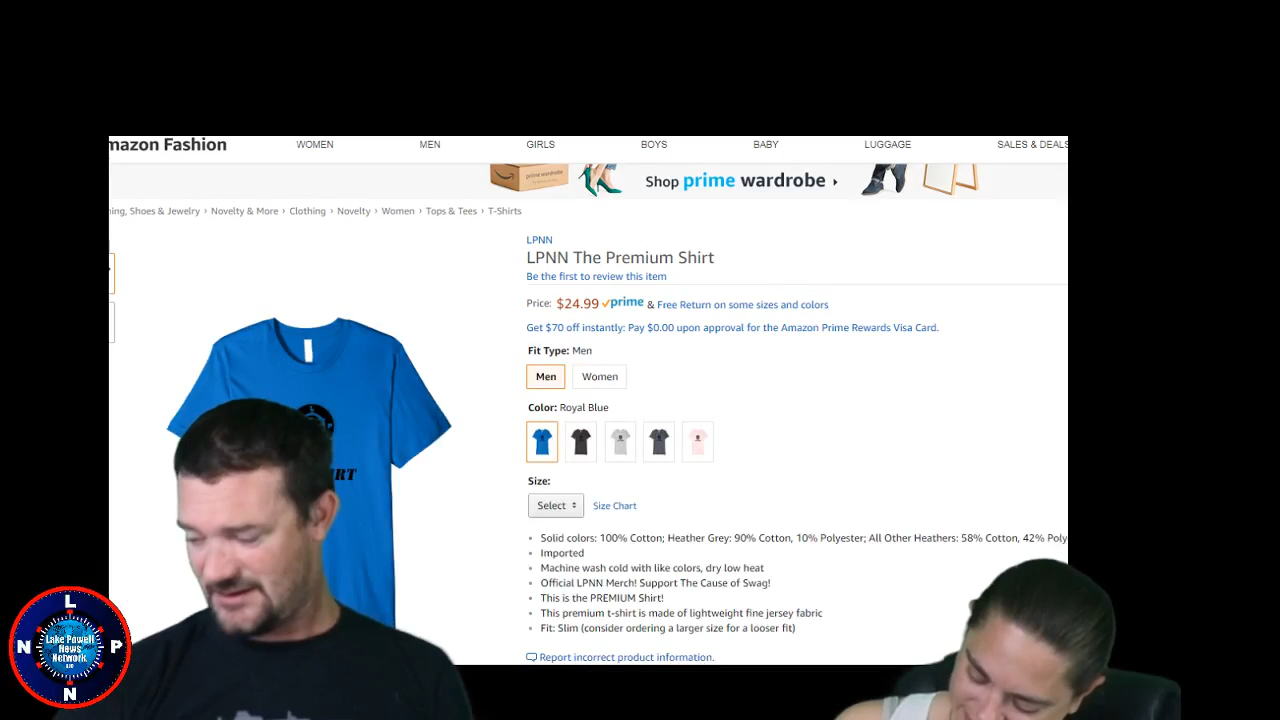 mazon Fashion
WOMEN MEN GIRLS BOYS BABY LUGGAGE SALES & DEALS
prime wardrobe
Shop prime wardrobe
ing, Shoes & Jewelry › Novelty & More › Clothing › Novelty › Women › Tops & Tees › T-Shirts
LPNN
LPNN The Premium Shirt
Be the first to review this item
Price: $24.99 prime & Free Return on some sizes and colors
Get $70 off instantly: Pay $0.00 upon approval for the Amazon Prime Rewards Visa Card.
Fit Type: Men
Men Women
Color: Royal Blue
L
P
IRT
Size:
Select Size Chart
Solid colors: 100% Cotton; Heather Grey: 90% Cotton, 10% Polyester; All Other Heathers: 58% Cotton, 42% Poly
Imported
Machine wash cold with like colors, dry low heat
Official LPNN Merch! Support The Cause of Swag!
This is the PREMIUM Shirt!
This premium t-shirt is made of lightweight fine jersey fabric
Fit: Slim (consider ordering a larger size for a looser fit)
Report incorrect product information.
L
N P
Lake Powell
News
Network
N